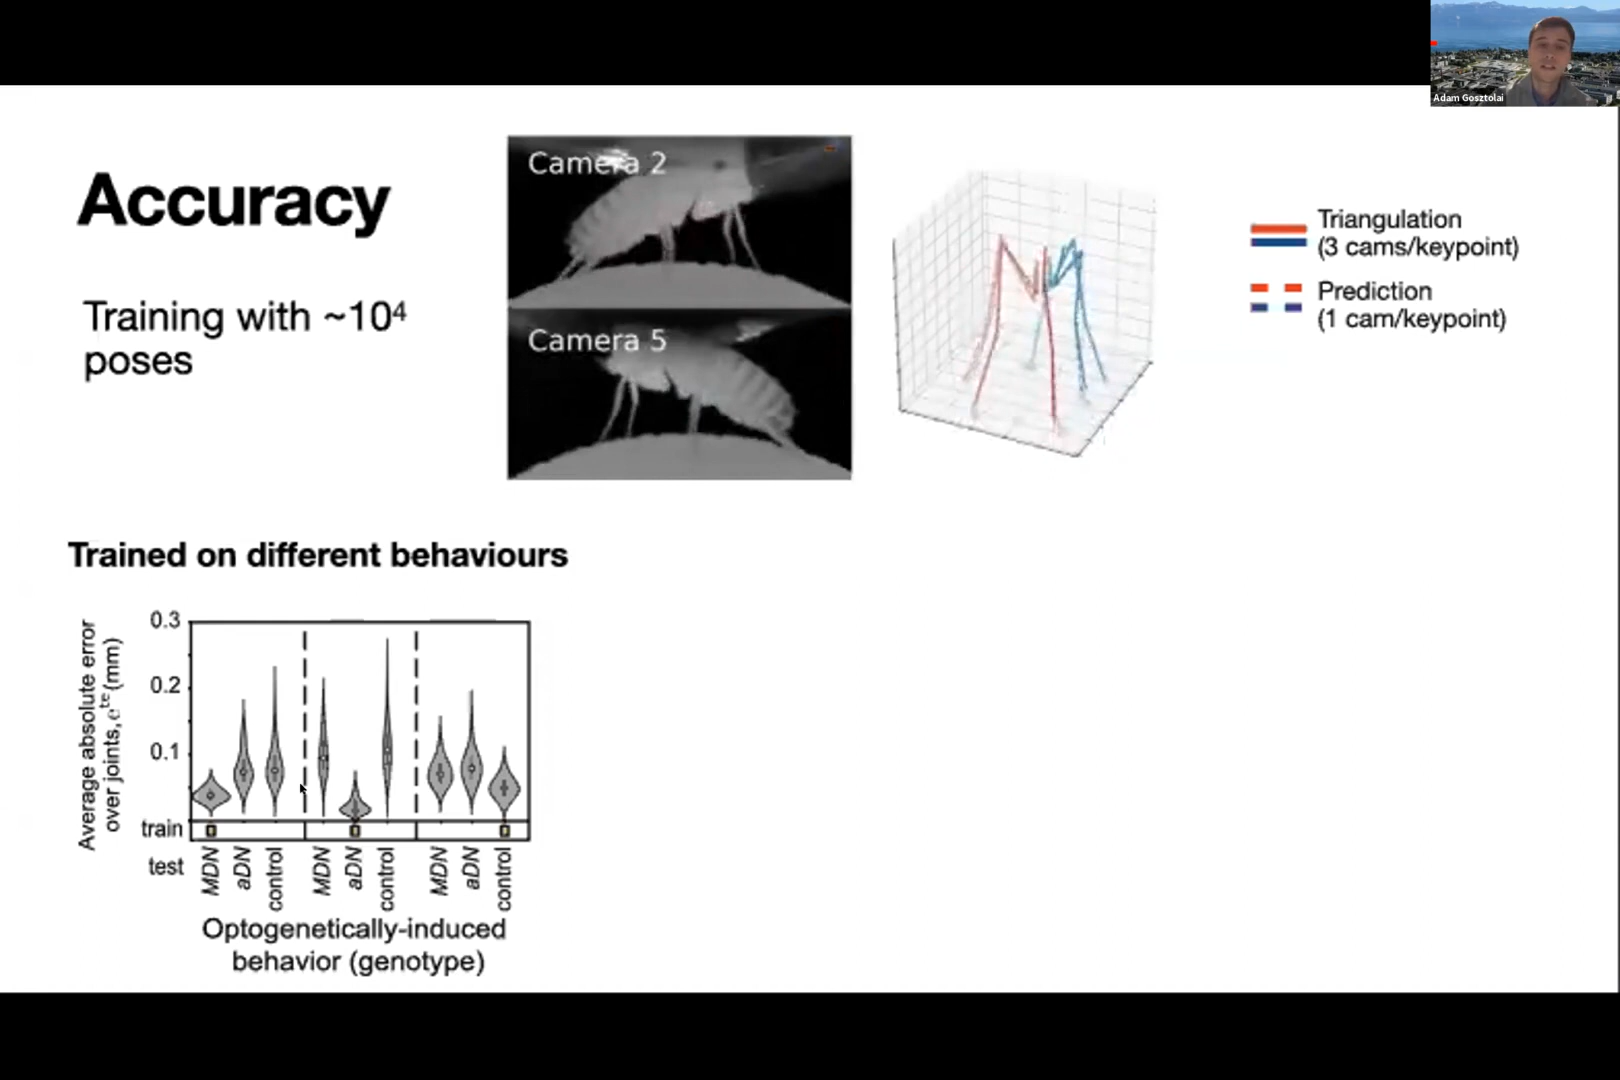 Adam Gosztolai
Accuracy
Training with ~10⁴
poses
Camera 2
Camera 5
Triangulation
(3 cams/keypoint)
Prediction
(1 cam/keypoint)
Trained on different behaviours
Average absolute error
over joints, e^te (mm)
0.3
0.2
0.1
train
test
MDN
aDN
control
MDN
aDN
control
MDN
aDN
control
Optogenetically-induced
behavior (genotype)